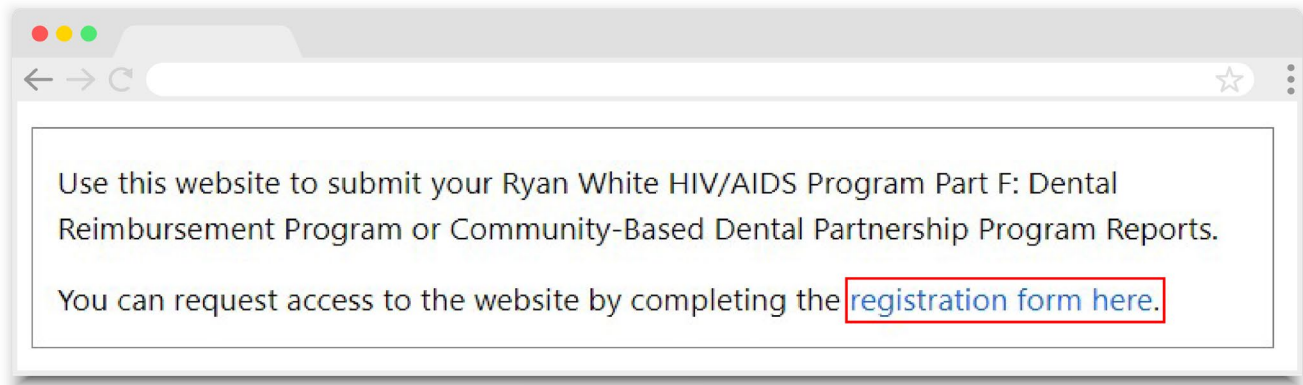 Use this website to submit your Ryan White HIV/AIDS Program Part F: Dental
Reimbursement Program or Community-Based Dental Partnership Program Reports.
You can request access to the website by completing the registration form here.